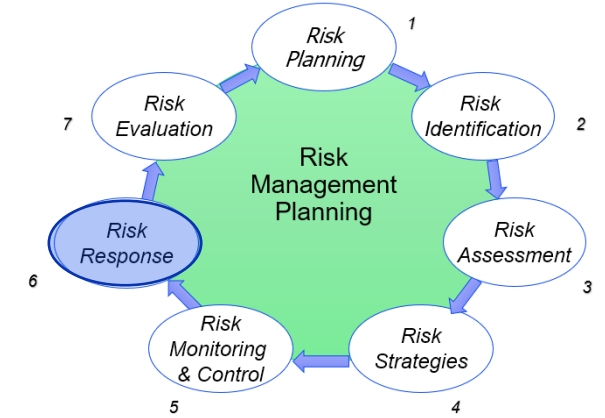 Risk
Planning
1
Risk
Identification
2
Risk
Assessment
3
Risk
Strategies
4
Risk
Monitoring
& Control
5
Risk
Response
6
Risk
Evaluation
7
Risk
Management
Planning